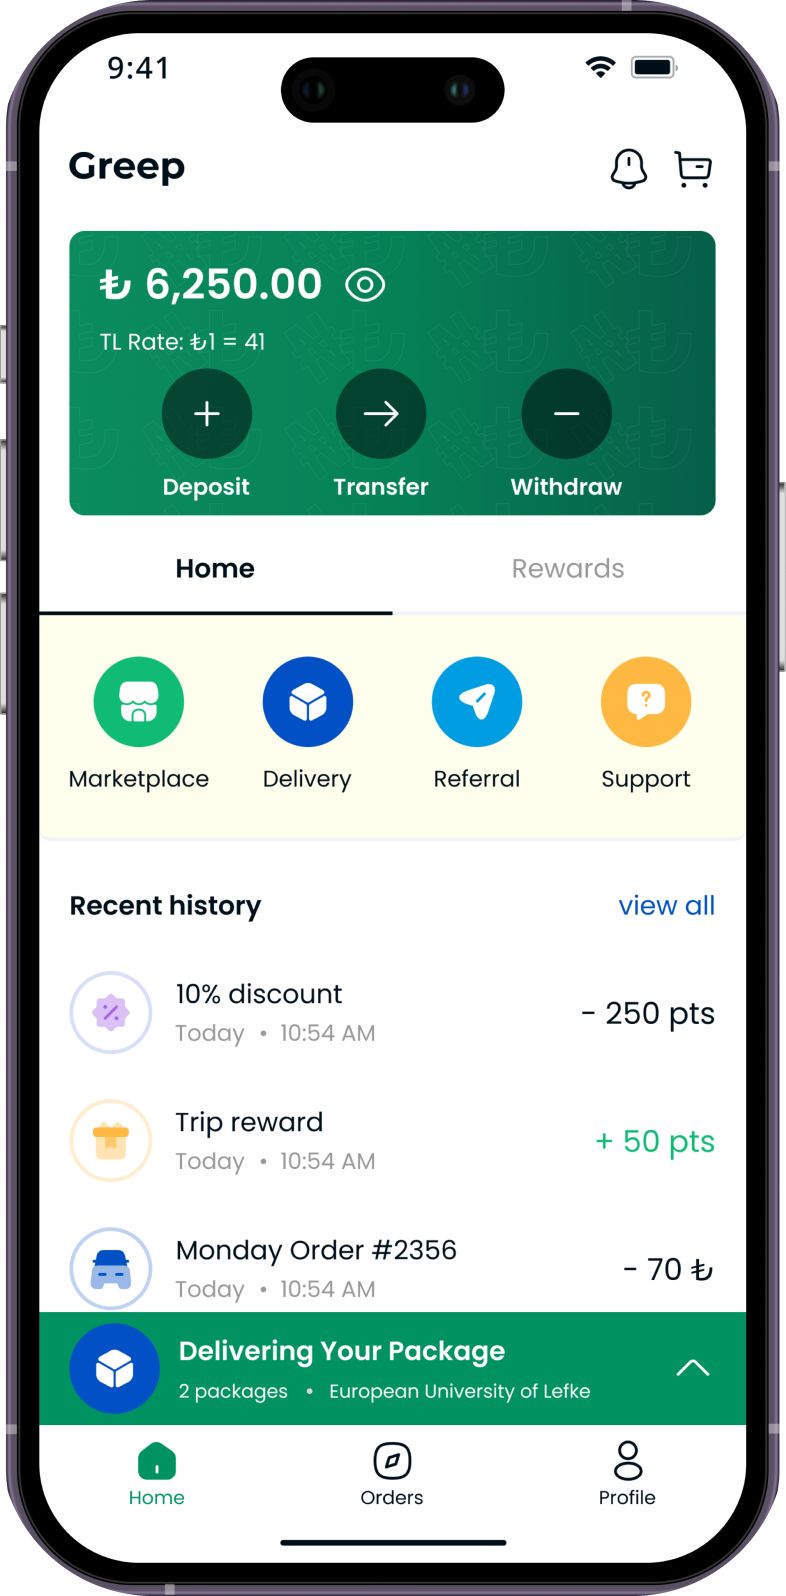 9:41
Greep
₺ 6,250.00
TL Rate: ₺1 = 41
Deposit Transfer Withdraw
Home Rewards
Marketplace Delivery Referral Support
Recent history view all
10% discount
Today • 10:54 AM
- 250 pts
Trip reward
Today • 10:54 AM
+ 50 pts
Monday Order #2356
Today • 10:54 AM
- 70 ₺
Delivering Your Package
2 packages • European University of Lefke
Home Orders Profile